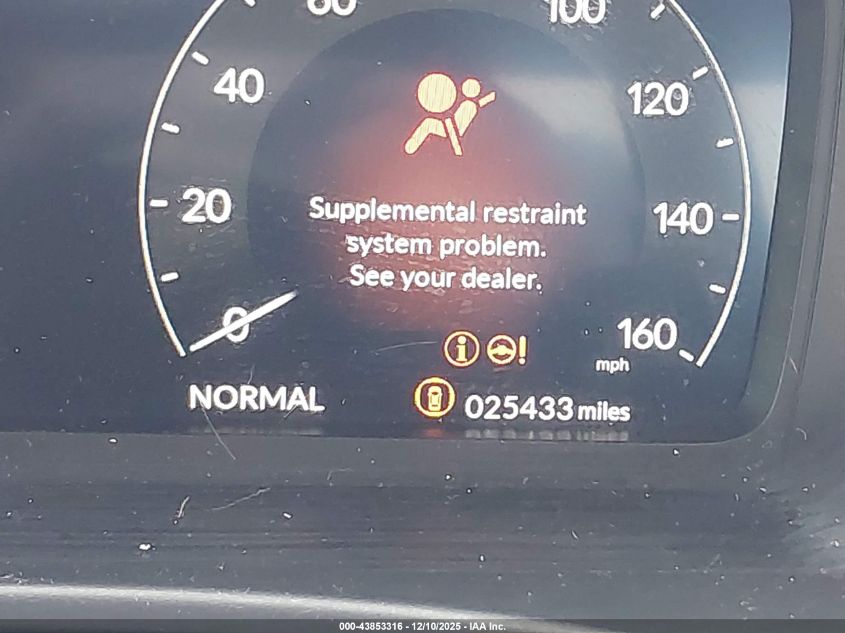 60
100
40
120
Supplemental restraint
20
140
system problem.
See your dealer.
0
160
i !
mph
NORMAL
025433 miles
000-43853316 - 12/10/2025 - IAA Inc.